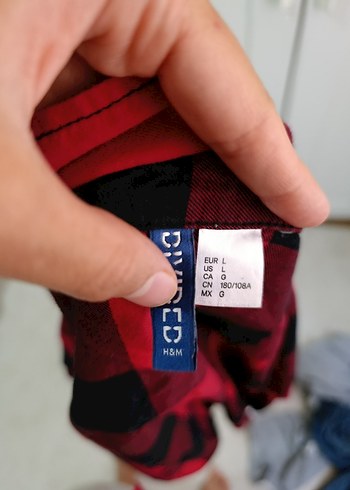 DIVIDED
H&M
EUR L
US L
CA G
CN 180/108A
MX G